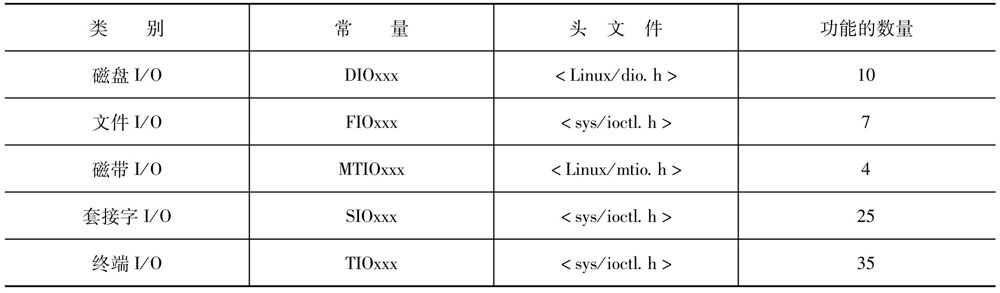 类 别 常 量 头 文 件 功能的数量
磁盘 I/O DIOxxx <Linux/dio. h> 10
文件 I/O FIOxxx <sys/ioctl. h> 7
磁带 I/O MTIOxxx <Linux/mtio. h> 4
套接字 I/O SIOxxx <sys/ioctl. h> 25
终端 I/O TIOxxx <sys/ioctl. h> 35